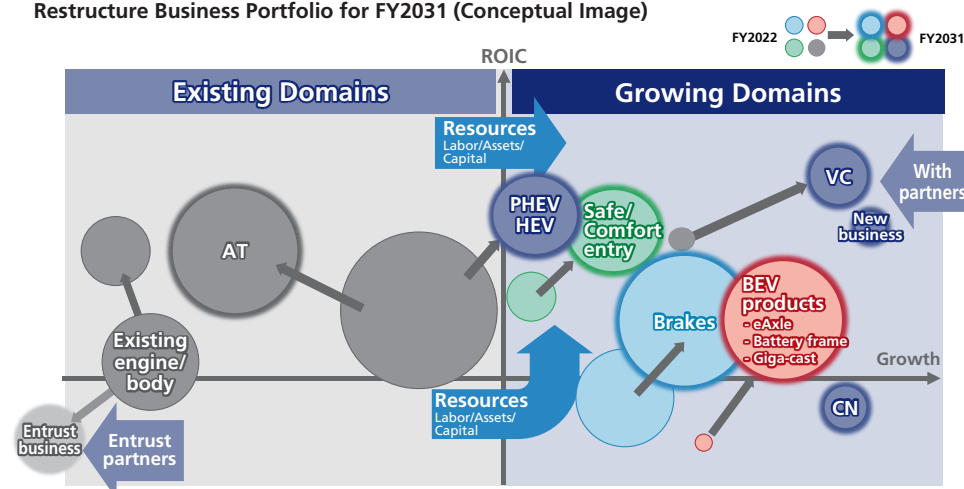 Restructure Business Portfolio for FY2031 (Conceptual Image)
FY2022
FY2031
ROIC
Existing Domains
Growing Domains
Resources
Labor/Assets/
Capital
With
partners
VC
New
business
PHEV
HEV
Safe/
Comfort
entry
AT
BEV
products
- eAxle
- Battery frame
- Giga-cast
Brakes
Existing
engine/
body
Growth
Resources
Labor/Assets/
Capital
CN
Entrust
business
Entrust
partners